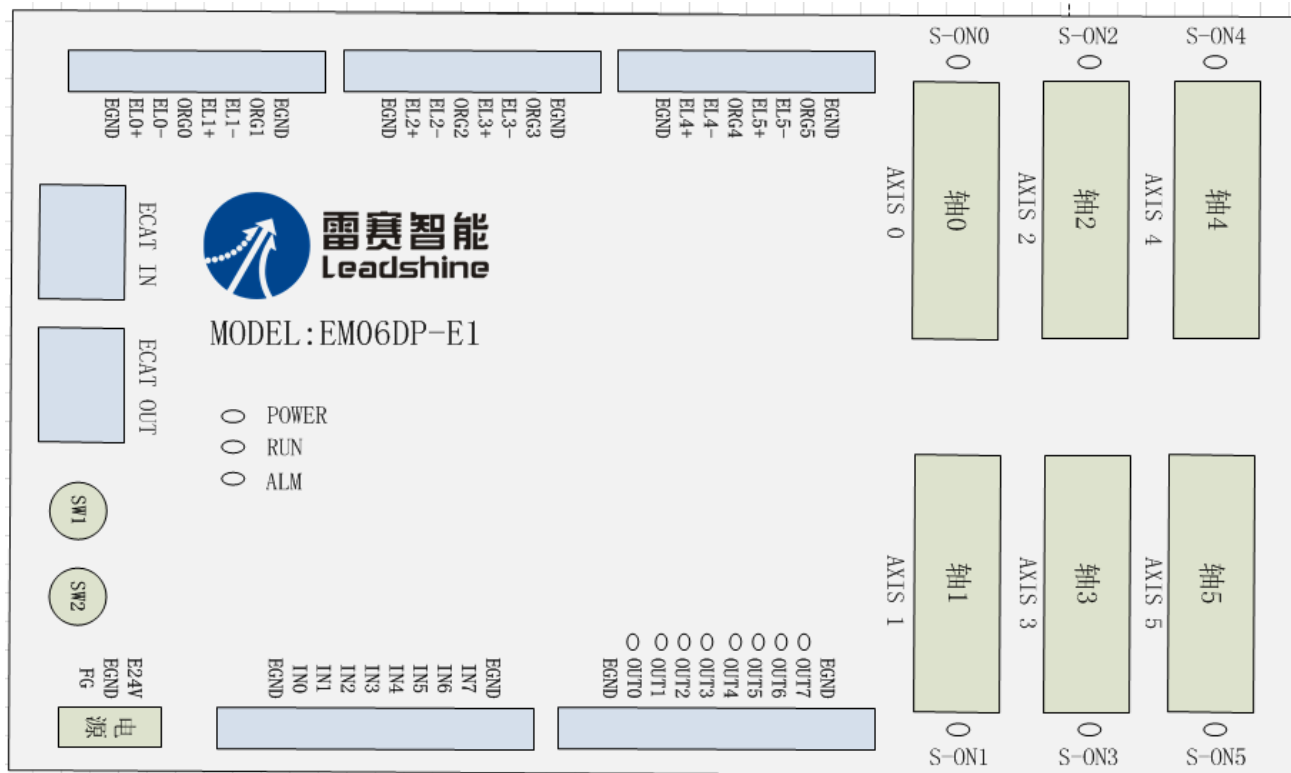 S-ON0
S-ON2
S-ON4
EGND
EL0+
EL0-
ORG0
EL1+
EL1-
ORG1
EGND
EGND
EL2+
EL2-
ORG2
EL3+
EL3-
ORG3
EGND
EGND
EL4+
EL4-
ORG4
EL5+
EL5-
ORG5
EGND
AXIS 0
轴0
AXIS 2
轴2
AXIS 4
轴4
ECAT IN
雷赛智能
Leadshine
MODEL:EM06DP-E1
ECAT OUT
POWER
RUN
ALM
SW1
SW2
AXIS 1
轴1
AXIS 3
轴3
AXIS 5
轴5
FG
EGND
E24V
电源
EGND
IN0
IN1
IN2
IN3
IN4
IN5
IN6
IN7
EGND
EGND
OUT0
OUT1
OUT2
OUT3
OUT4
OUT5
OUT6
OUT7
EGND
S-ON1
S-ON3
S-ON5